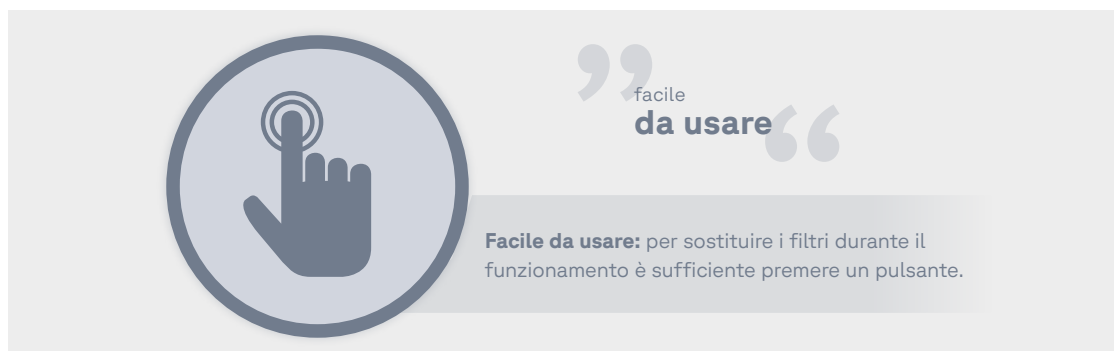 facile
da usare
Facile da usare: per sostituire i filtri durante il
funzionamento è sufficiente premere un pulsante.